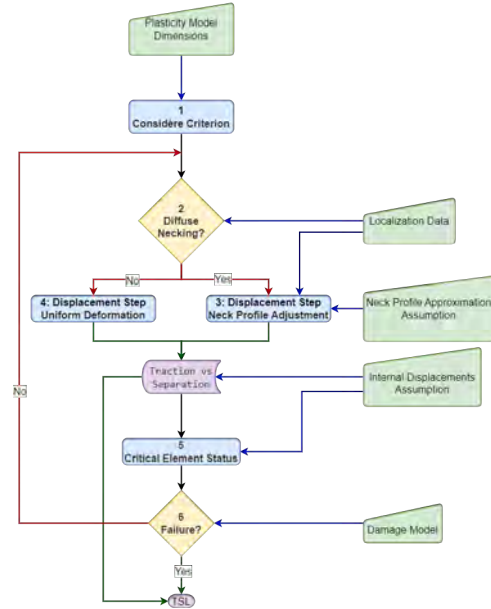 Plasticity Model
Dimensions
1
Considère Criterion
2
Diffuse
Necking?
Localization Data
No
Yes
4: Displacement Step
Uniform Deformation
3: Displacement Step
Neck Profile Adjustment
Neck Profile Approximation
Assumption
Traction vs
Separation
Internal Displacements
Assumption
No
5
Critical Element Status
6
Failure?
Damage Model
Yes
TSL